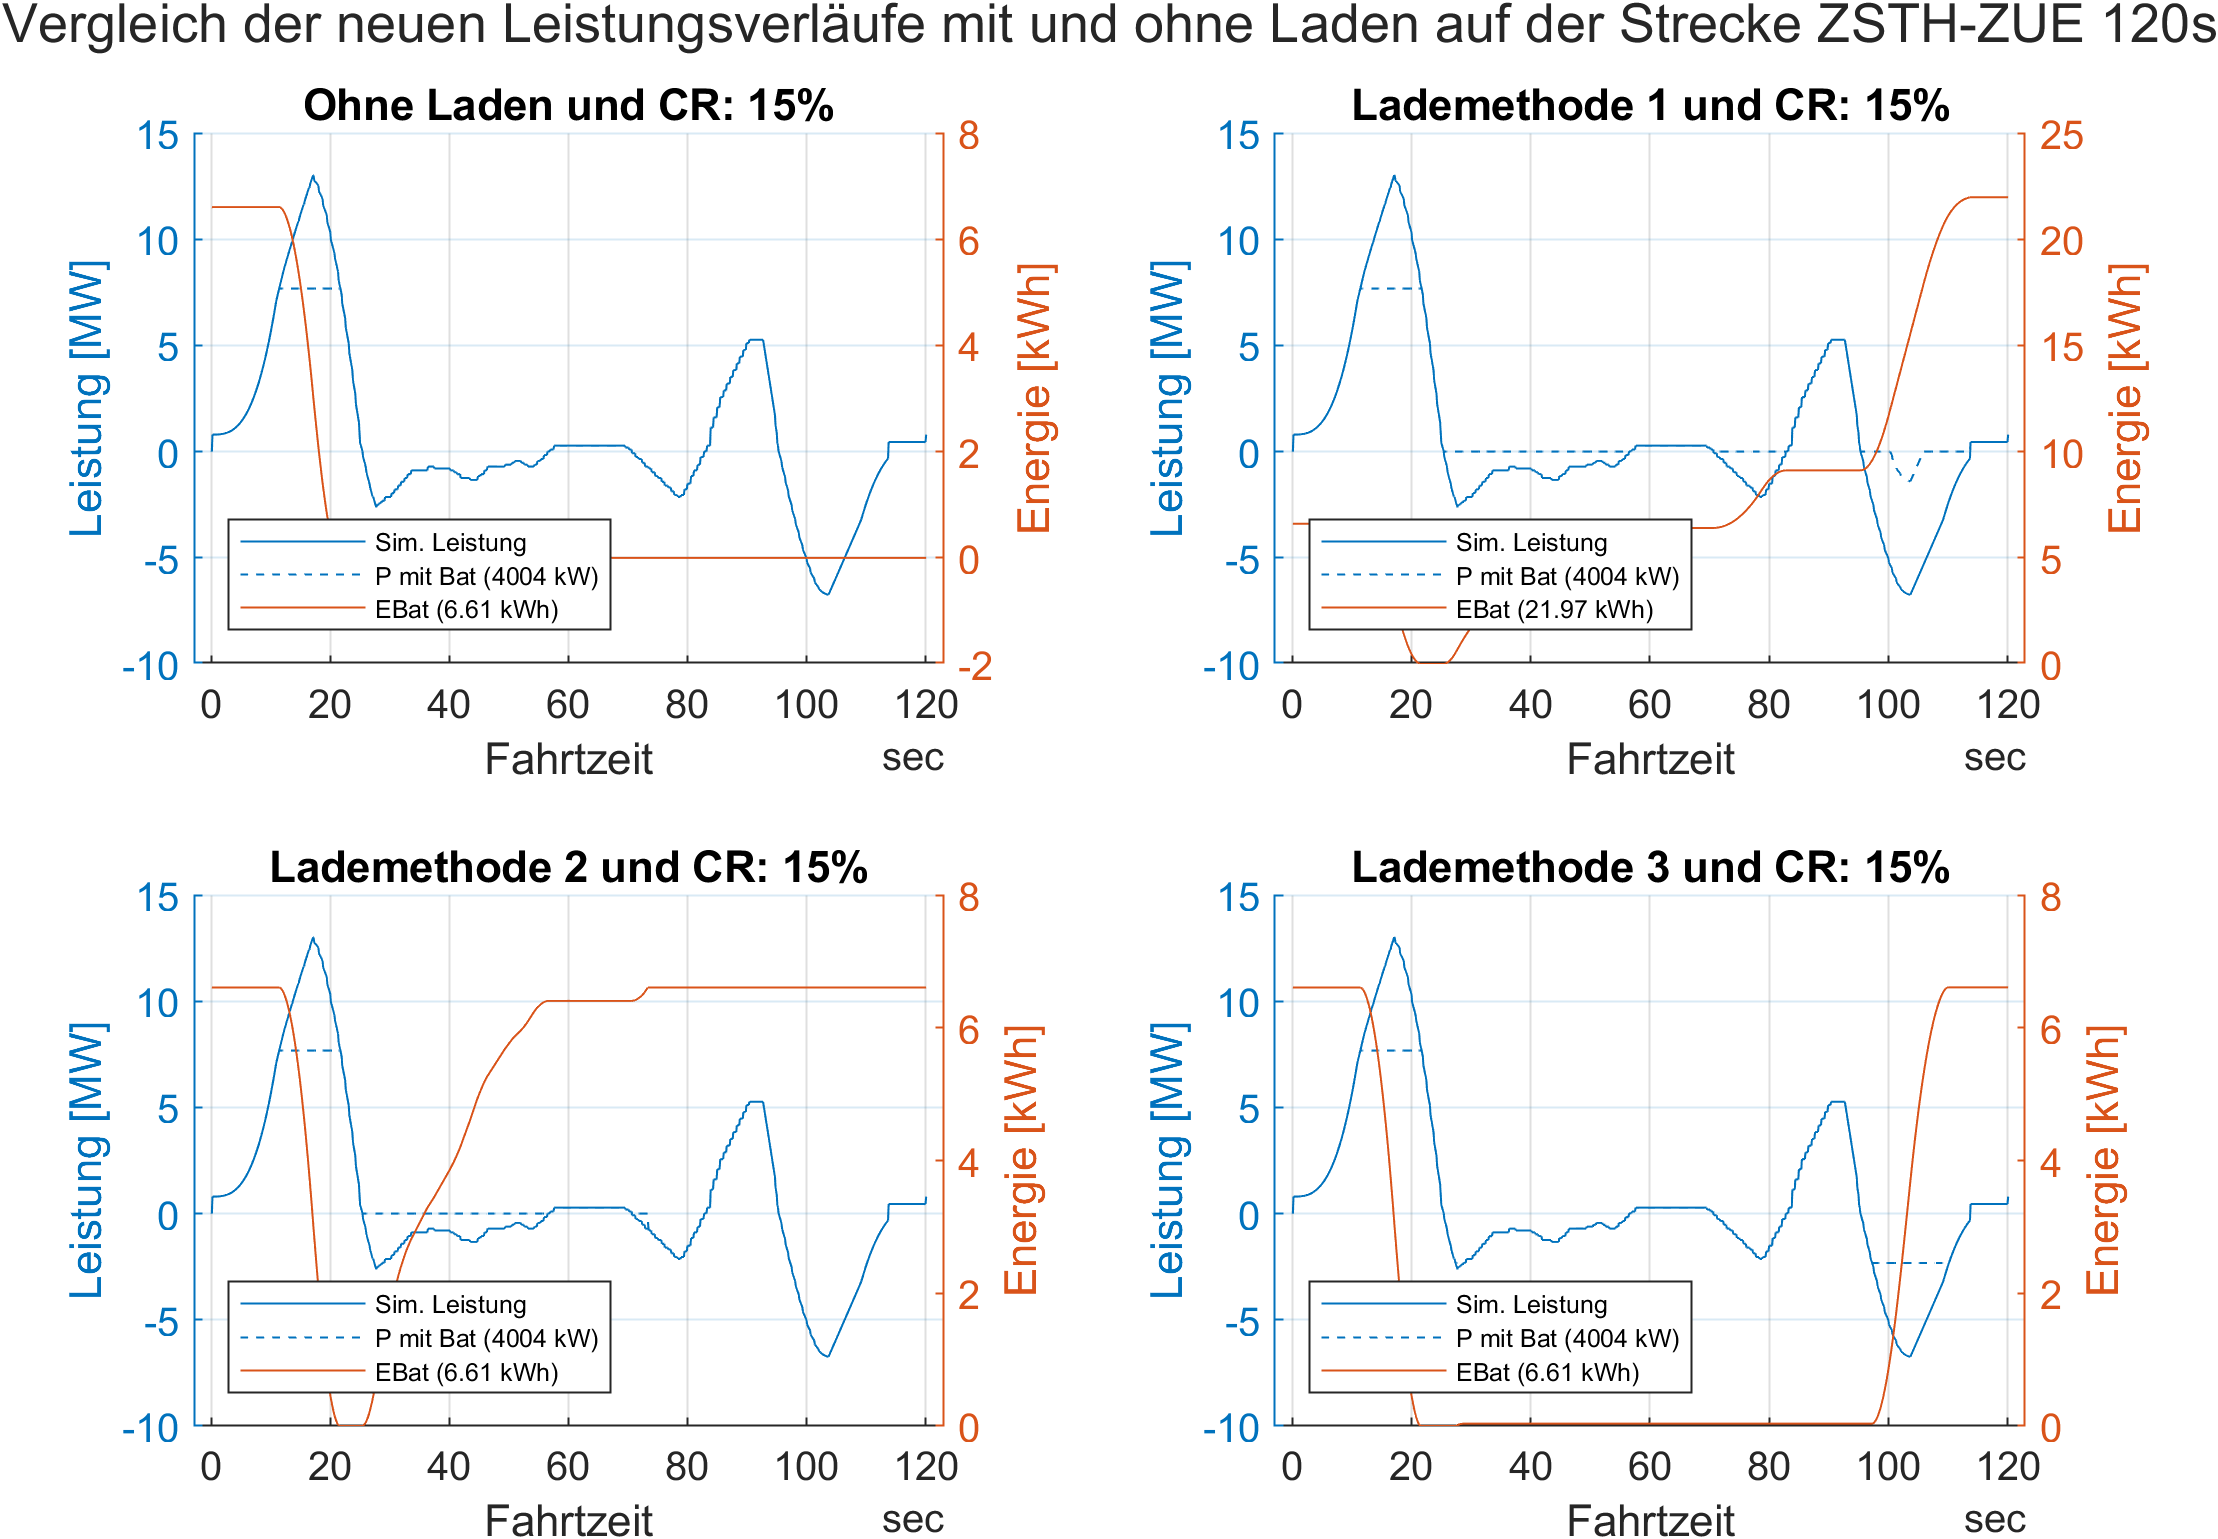 Vergleich der neuen Leistungsverläufe mit und ohne Laden auf der Strecke ZSTH-ZUE 120s
Ohne Laden und CR: 15%
15
10
5
0
-5
-10
Leistung [MW]
8
6
4
2
0
-2
Energie [kWh]
Sim. Leistung
P mit Bat (4004 kW)
EBat (6.61 kWh)
0 20 40 60 80 100 120
Fahrtzeit sec
Lademethode 1 und CR: 15%
15
10
5
0
-5
-10
Leistung [MW]
25
20
15
10
5
0
Energie [kWh]
Sim. Leistung
P mit Bat (4004 kW)
EBat (21.97 kWh)
0 20 40 60 80 100 120
Fahrtzeit sec
Lademethode 2 und CR: 15%
15
10
5
0
-5
-10
Leistung [MW]
8
6
4
2
0
Energie [kWh]
Sim. Leistung
P mit Bat (4004 kW)
EBat (6.61 kWh)
0 20 40 60 80 100 120
Fahrtzeit sec
Lademethode 3 und CR: 15%
15
10
5
0
-5
-10
Leistung [MW]
8
6
4
2
0
Energie [kWh]
Sim. Leistung
P mit Bat (4004 kW)
EBat (6.61 kWh)
0 20 40 60 80 100 120
Fahrtzeit sec